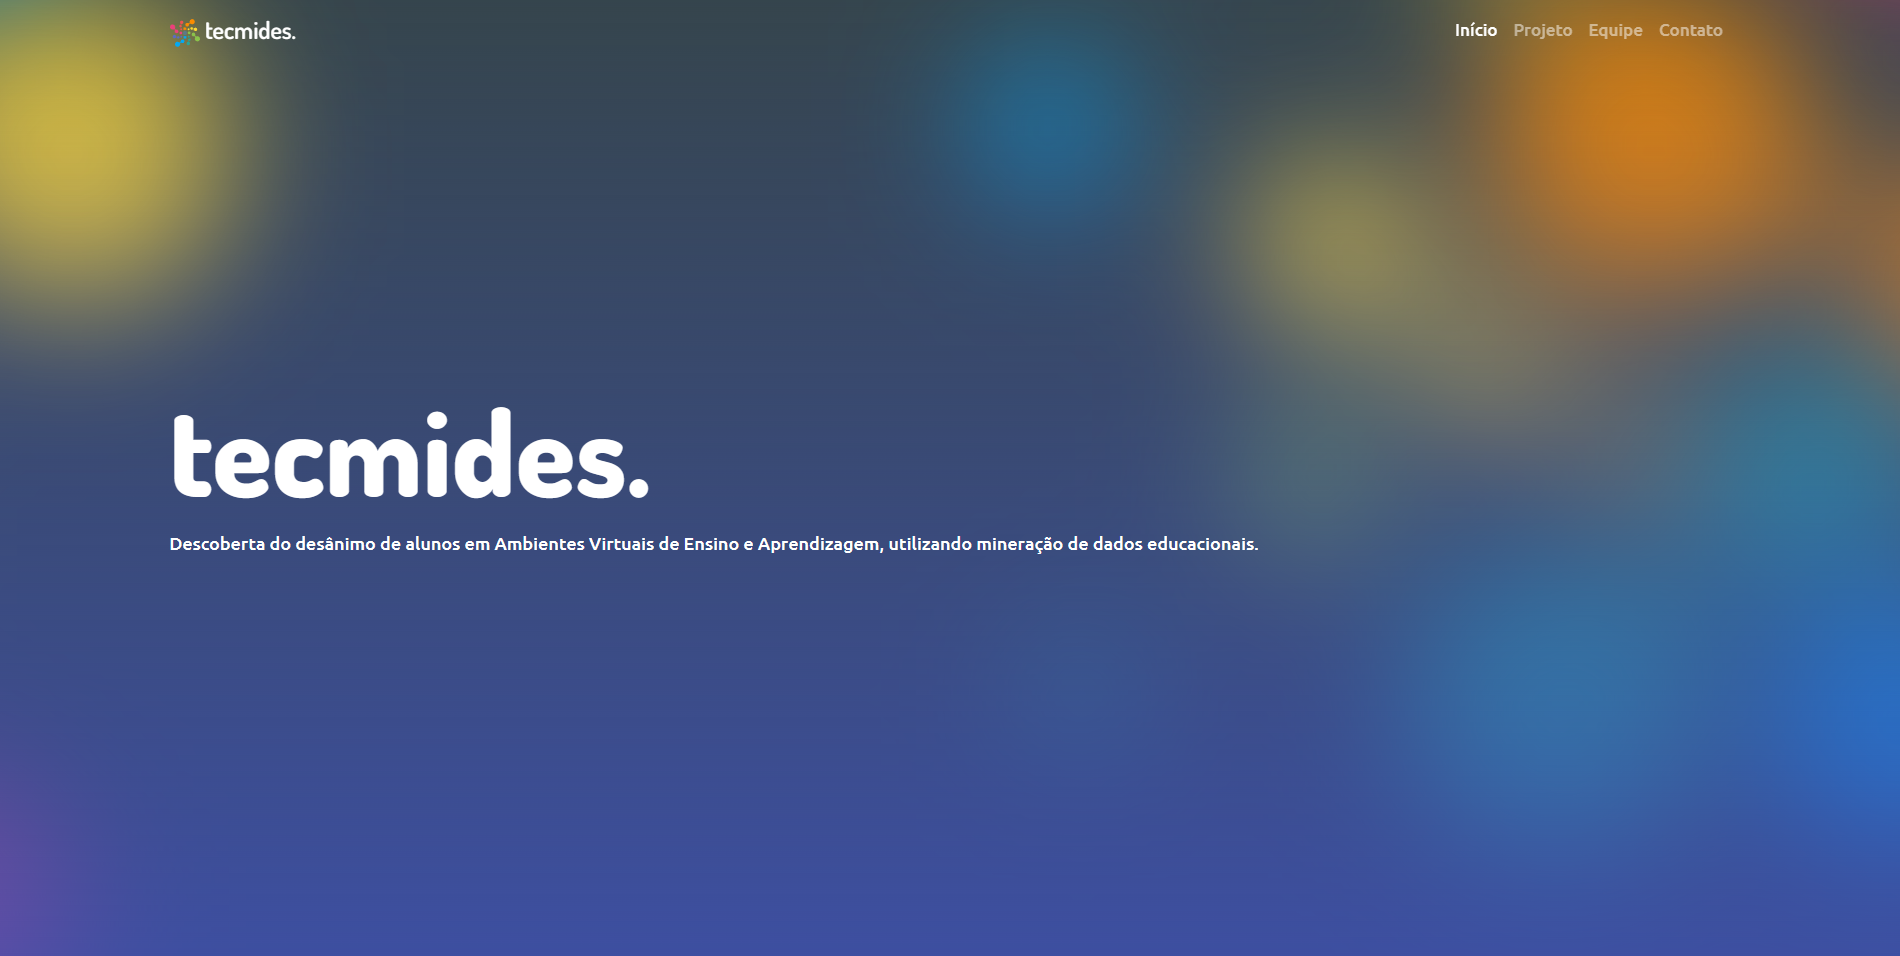 tecmides.
Início Projeto Equipe Contato
tecmides.
Descoberta do desânimo de alunos em Ambientes Virtuais de Ensino e Aprendizagem, utilizando mineração de dados educacionais.